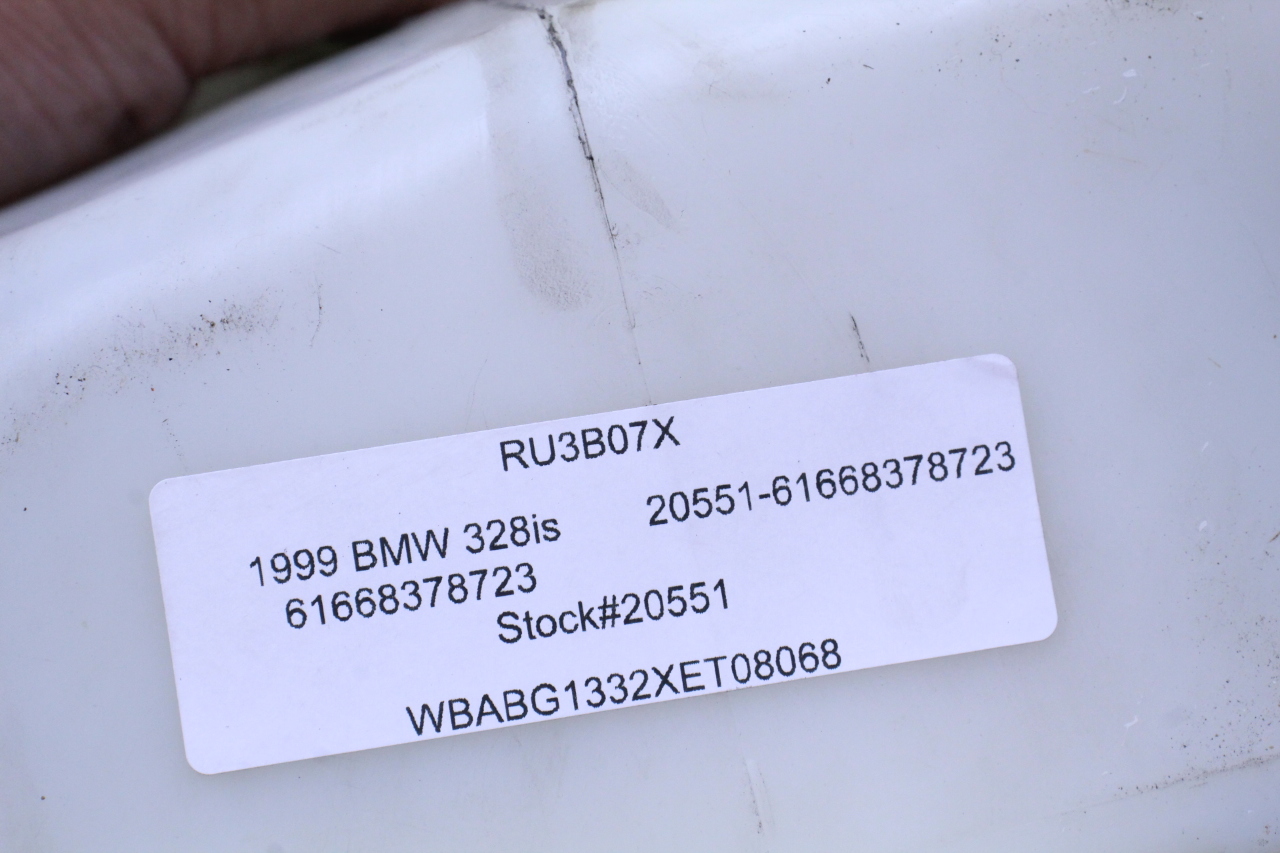 RU3B07X
20551-61668378723
1999 BMW 328is
61668378723
Stock#20551
WBABG1332XET08068